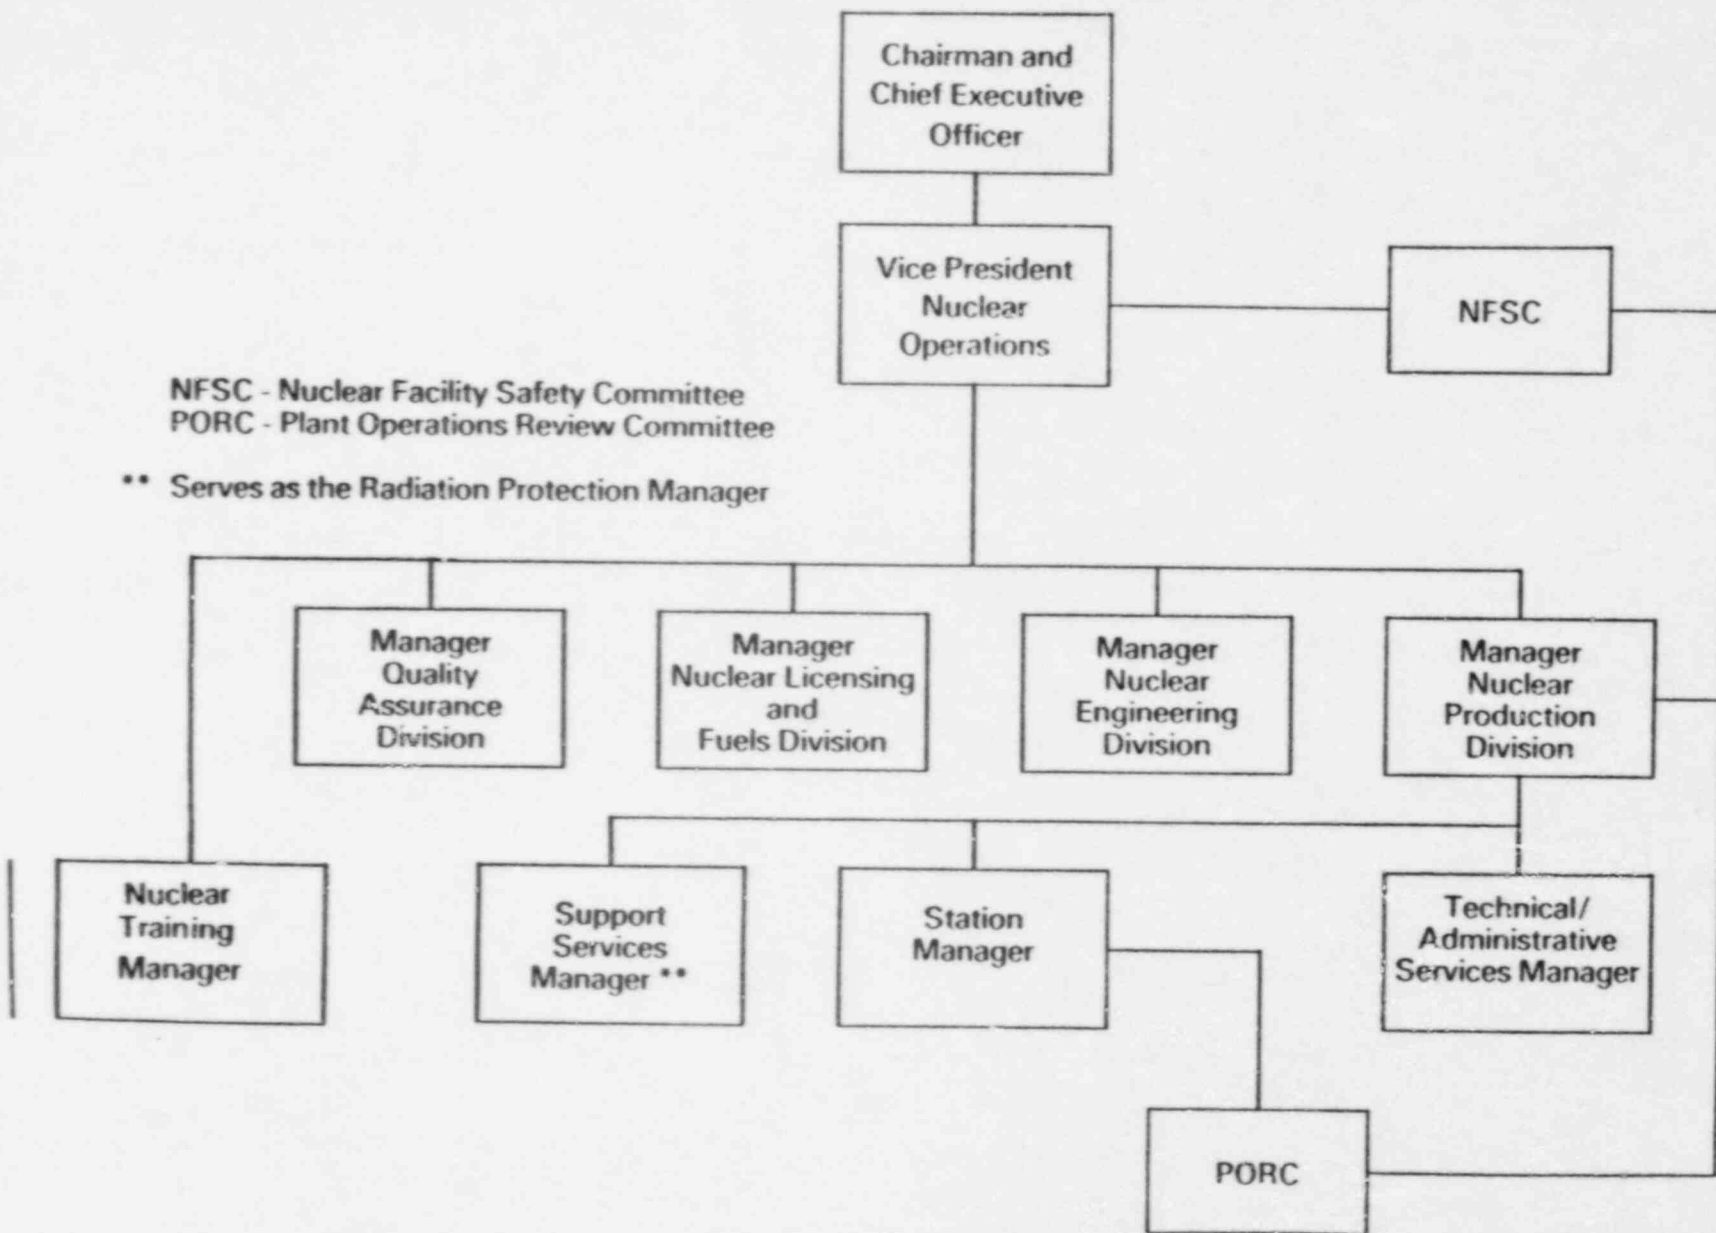 Chairman and
Chief Executive
Officer
Vice President
Nuclear
Operations
NFSC
NFSC - Nuclear Facility Safety Committee
PORC - Plant Operations Review Committee
** Serves as the Radiation Protection Manager
Manager
Quality
Assurance
Division
Manager
Nuclear Licensing
and
Fuels Division
Manager
Nuclear
Engineering
Division
Manager
Nuclear
Production
Division
Nuclear
Training
Manager
Support
Services
Manager **
Station
Manager
Technical/
Administrative
Services Manager
PORC